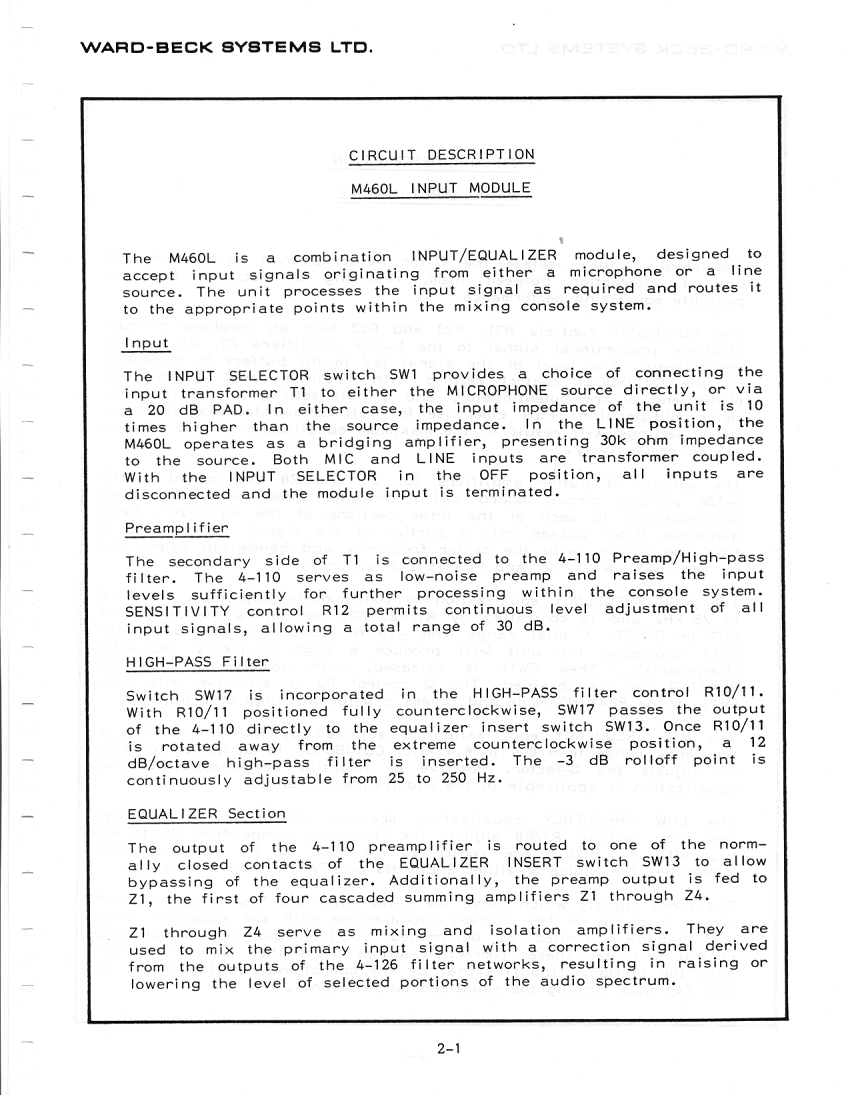 WARD-BECK SYSTEMS LTD.
CIRCUIT DESCRIPTION
M460L INPUT MODULE
The M460L is a combination INPUT/EQUALIZER module, designed to
accept input signals originating from either a microphone or a line
source. The unit processes the input signal as required and routes it
to the appropriate points within the mixing console system.
Input
The INPUT SELECTOR switch SW1 provides a choice of connecting the
input transformer T1 to either the MICROPHONE source directly, or via
a 20 dB PAD. In either case, the input impedance of the unit is 10
times higher than the source impedance. In the LINE position, the
M460L operates as a bridging amplifier, presenting 30k ohm impedance
to the source. Both MIC and LINE inputs are transformer coupled.
With the INPUT SELECTOR in the OFF position, all inputs are
disconnected and the module input is terminated.
Preamplifier
The secondary side of T1 is connected to the 4-110 Preamp/High-pass
filter. The 4-110 serves as low-noise preamp and raises the input
levels sufficiently for further processing within the console system.
SENSITIVITY control R12 permits continuous level adjustment of all
input signals, allowing a total range of 30 dB.
HIGH-PASS Filter
Switch SW17 is incorporated in the HIGH-PASS filter control R10/11.
With R10/11 positioned fully counterclockwise, SW17 passes the output
of the 4-110 directly to the equalizer insert switch SW13. Once R10/11
is rotated away from the extreme counterclockwise position, a 12
dB/octave high-pass filter is inserted. The -3 dB rolloff point is
continuously adjustable from 25 to 250 Hz.
EQUALIZER Section
The output of the 4-110 preamplifier is routed to one of the norm-
ally closed contacts of the EQUALIZER INSERT switch SW13 to allow
bypassing of the equalizer. Additionally, the preamp output is fed to
Z1, the first of four cascaded summing amplifiers Z1 through Z4.
Z1 through Z4 serve as mixing and isolation amplifiers. They are
used to mix the primary input signal with a correction signal derived
from the outputs of the 4-126 filter networks, resulting in raising or
lowering the level of selected portions of the audio spectrum.
2-1